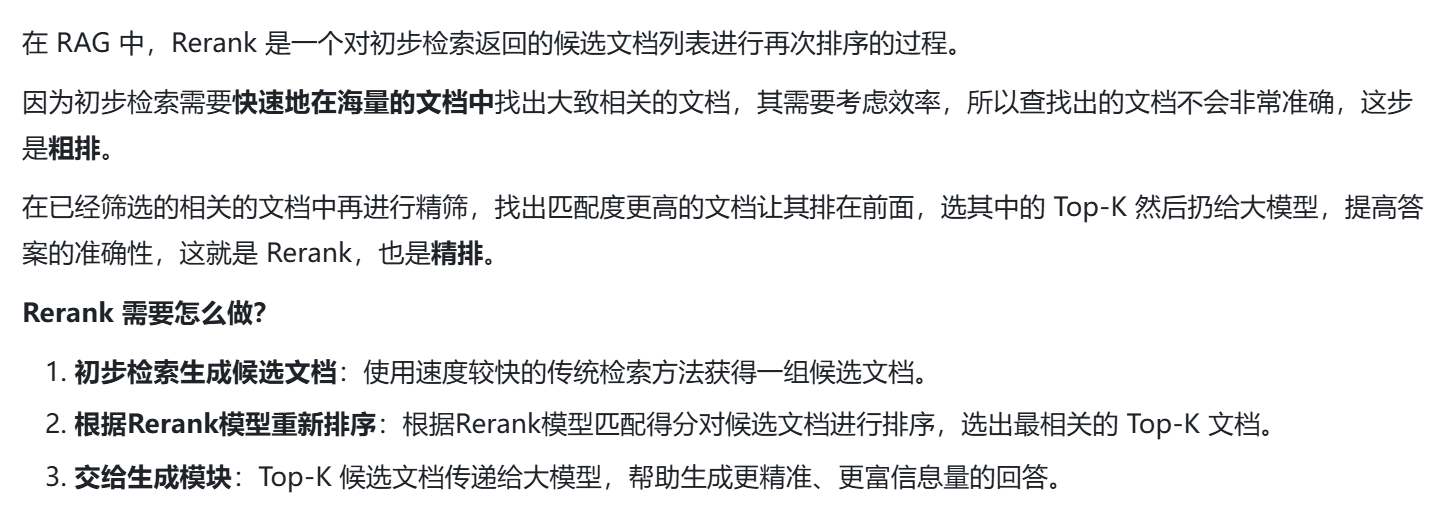 在 RAG 中，Rerank 是一个对初步检索返回的候选文档列表进行再次排序的过程。
因为初步检索需要快速地在海量的文档中找出大致相关的文档，其需要考虑效率，所以查找出的文档不会非常准确，这步
是粗排。
在已经筛选的相关的文档中再进行精筛，找出匹配度更高的文档让其排在前面，选其中的 Top-K 然后扔给大模型，提高答
案的准确性，这就是 Rerank，也是精排。
Rerank 需要怎么做？
1. 初步检索生成候选文档：使用速度较快的传统检索方法获得一组候选文档。
2. 根据Rerank模型重新排序：根据Rerank模型匹配得分对候选文档进行排序，选出最相关的 Top-K 文档。
3. 交给生成模块：Top-K 候选文档传递给大模型，帮助生成更精准、更富信息量的回答。